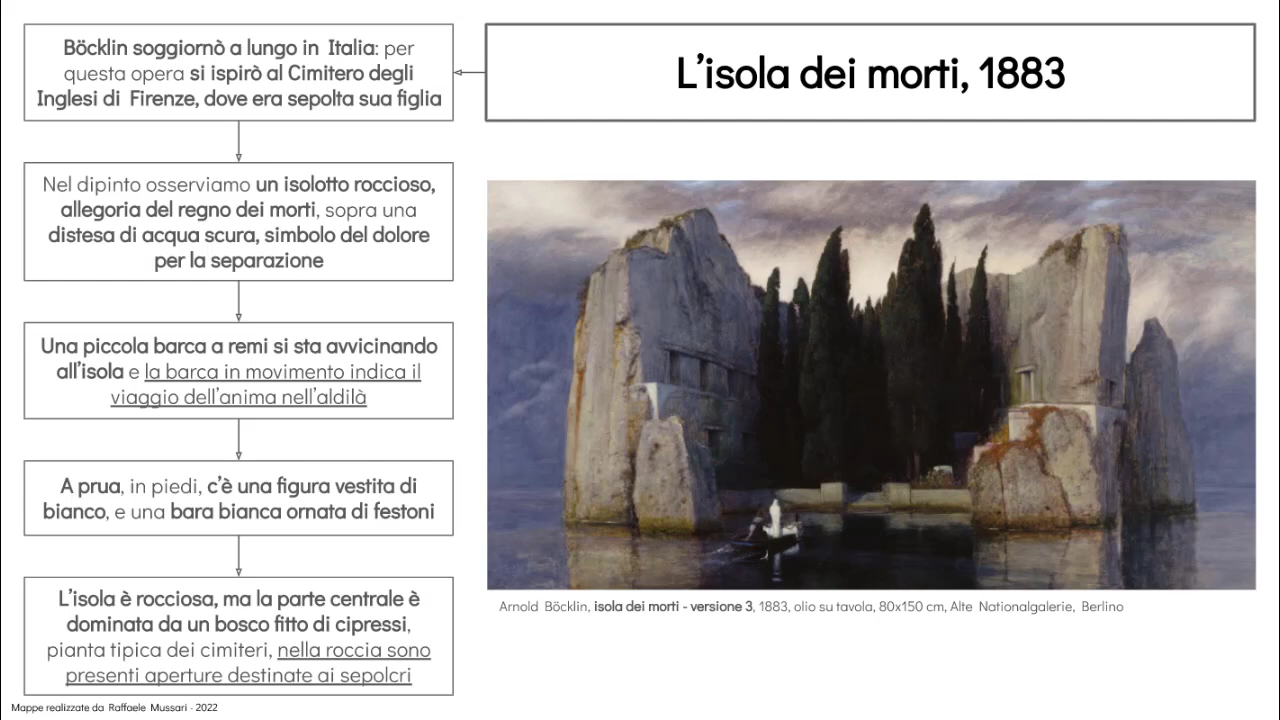 L'isola dei morti, 1883
Böcklin soggiornò a lungo in Italia: per
questa opera si ispirò al Cimitero degli
Inglesi di Firenze, dove era sepolta sua figlia
Nel dipinto osserviamo un isolotto roccioso,
allegoria del regno dei morti, sopra una
distesa di acqua scura, simbolo del dolore
per la separazione
Una piccola barca a remi si sta avvicinando
all'isola e la barca in movimento indica il
viaggio dell'anima nell'aldilà
A prua, in piedi, c'è una figura vestita di
bianco, e una bara bianca ornata di festoni
L'isola è rocciosa, ma la parte centrale è
dominata da un bosco fitto di cipressi,
pianta tipica dei cimiteri, nella roccia sono
presenti aperture destinate ai sepolcri
Arnold Böcklin, isola dei morti - versione 3, 1883, olio su tavola, 80x150 cm, Alte Nationalgalerie, Berlino
Mappe realizzate da Raffaele Mussari - 2022